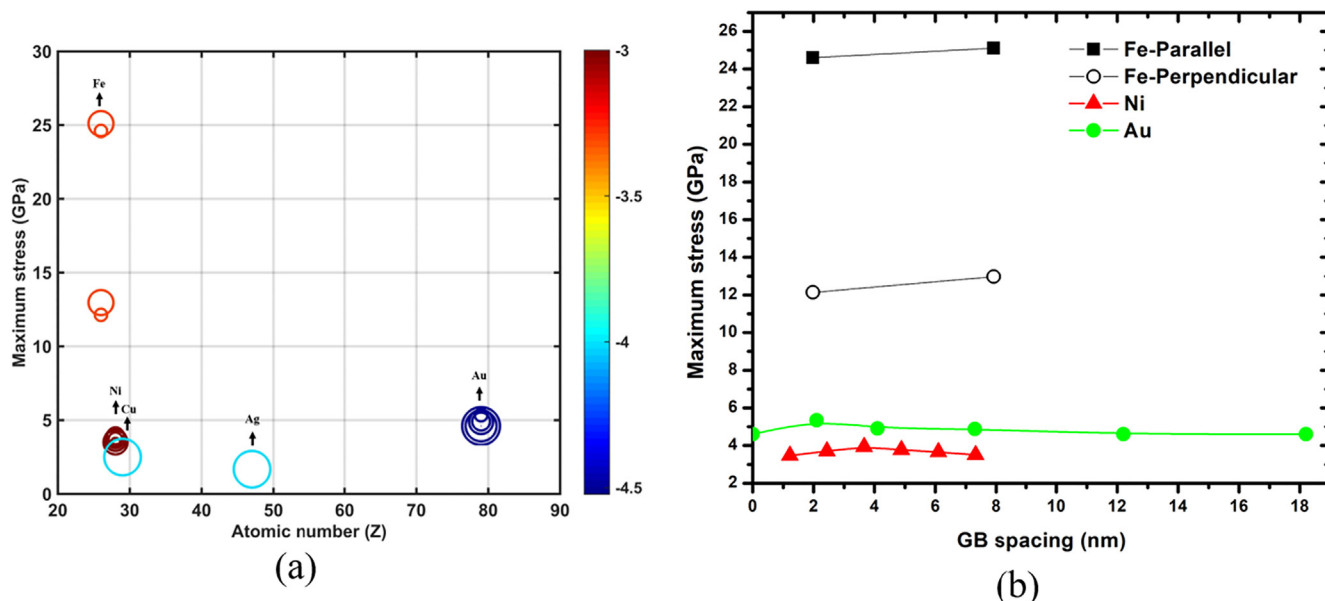 30
25
20
15
10
5
0
20
30
40
50
60
70
80
90
Maximum stress (GPa)
Atomic number (Z)
Fe
Ni
Cu
Ag
Au
-3
-3.5
-4
-4.5
(a)
26
24
22
20
18
16
14
12
10
8
6
4
2
0
2
4
6
8
10
12
14
16
18
Maximum stress (GPa)
GB spacing (nm)
Fe-Parallel
Fe-Perpendicular
Ni
Au
(b)